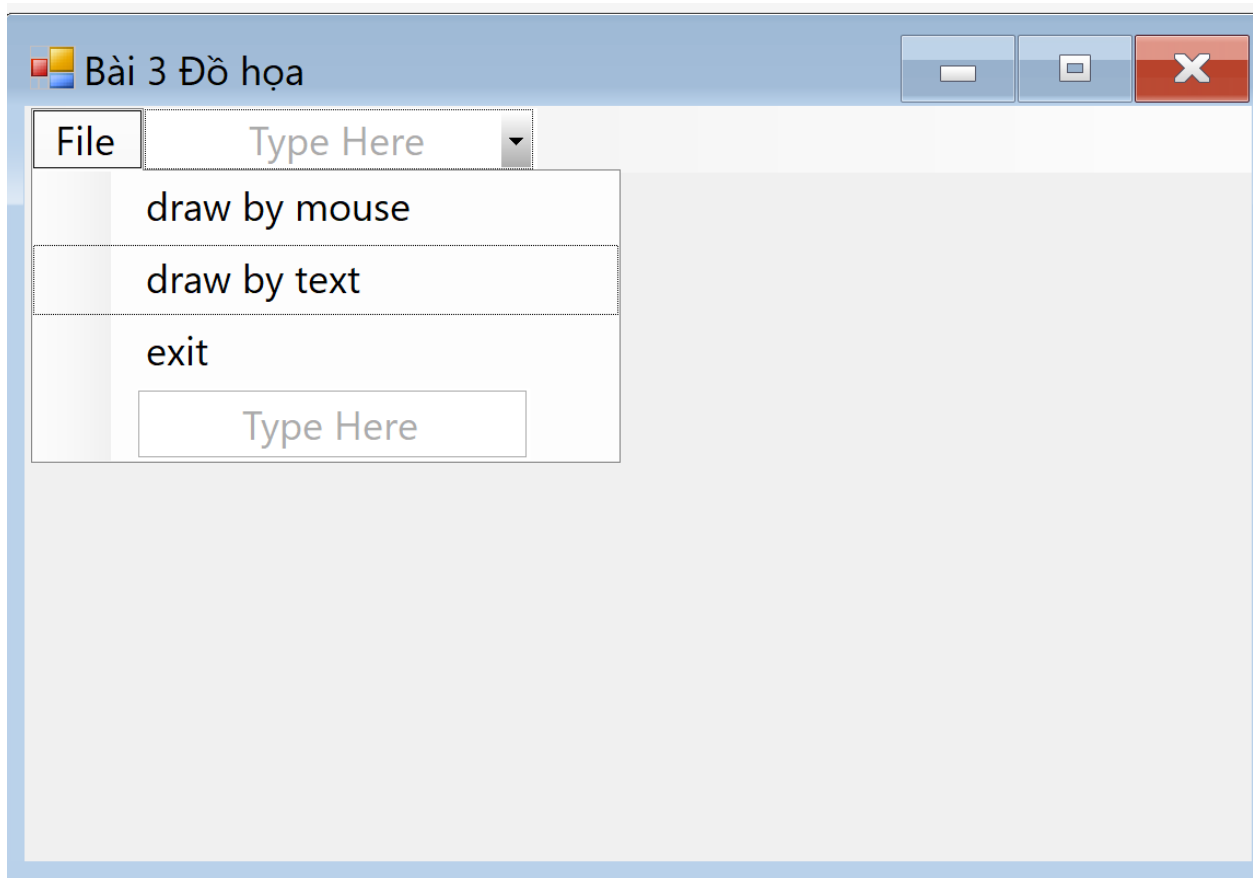 Bài 3 Đồ họa
File Type Here
draw by mouse
draw by text
exit
Type Here